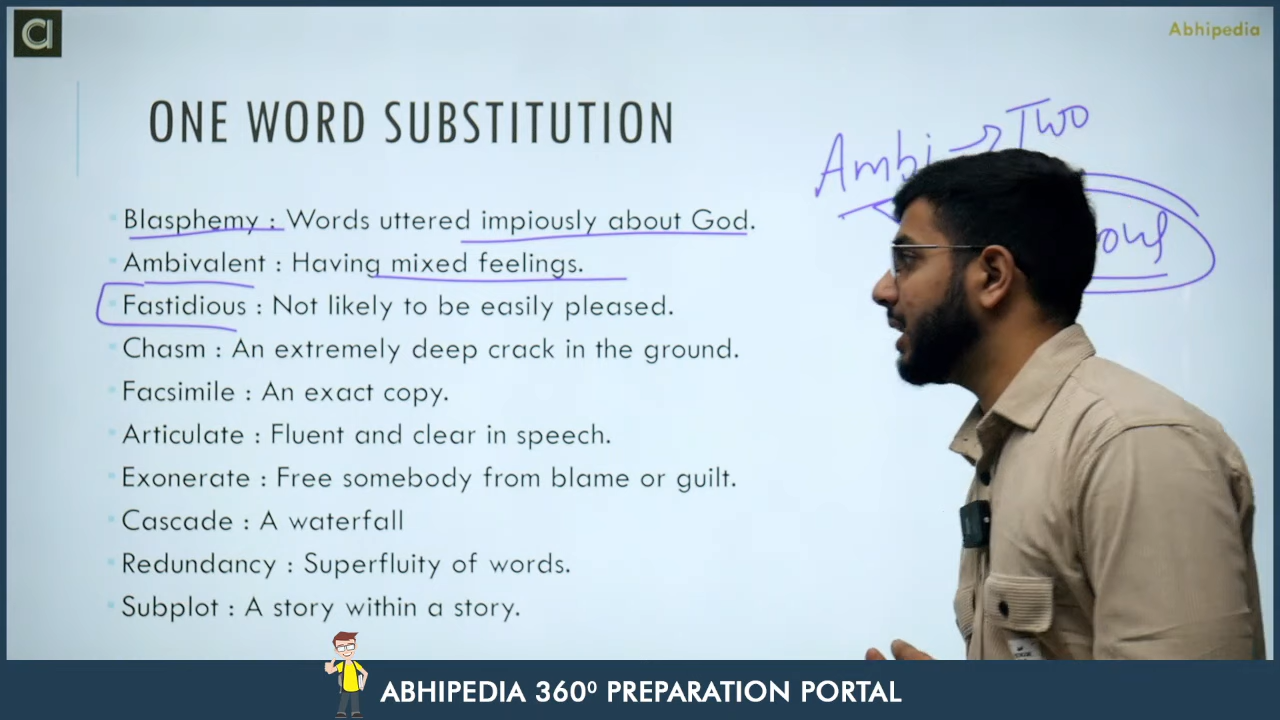 Abhipedia
ONE WORD SUBSTITUTION
Ambi → Two
Blasphemy : Words uttered impiously about God.
Ambivalent : Having mixed feelings.
Fastidious : Not likely to be easily pleased.
Chasm : An extremely deep crack in the ground.
Facsimile : An exact copy.
Articulate : Fluent and clear in speech.
Exonerate : Free somebody from blame or guilt.
Cascade : A waterfall
Redundancy : Superfluity of words.
Subplot : A story within a story.
ABHIPEDIA 360⁰ PREPARATION PORTAL